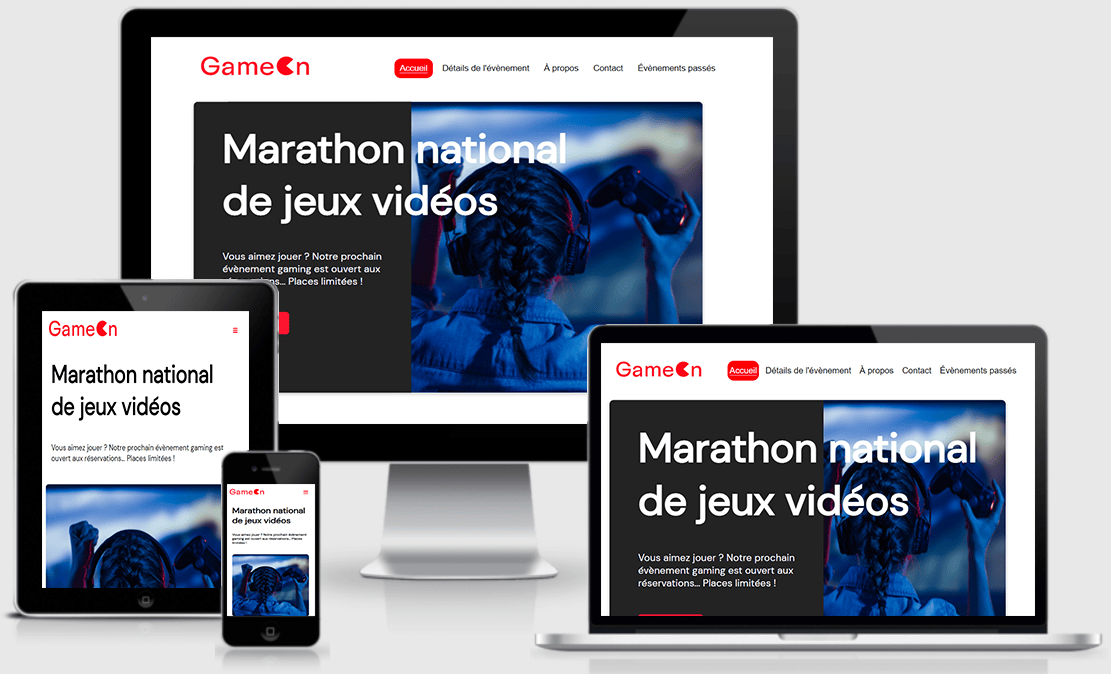 GameOn
Accueil Détails de l'évènement À propos Contact Évènements passés
Marathon national
de jeux vidéos
Vous aimez jouer ? Notre prochain
évènement gaming est ouvert aux
réservations... Places limitées !
GameOn
Marathon national
de jeux vidéos
Vous aimez jouer ? Notre prochain évènement gaming est
ouvert aux réservations... Places limitées !
GameOn
Marathon national
de jeux vidéos
Vous aimez jouer ? Notre prochain évènement
gaming est ouvert aux réservations... Places
limitées !
GameOn
Accueil Détails de l'évènement À propos Contact Évènements passés
Marathon national
de jeux vidéos
Vous aimez jouer ? Notre prochain
évènement gaming est ouvert aux
réservations... Places limitées !